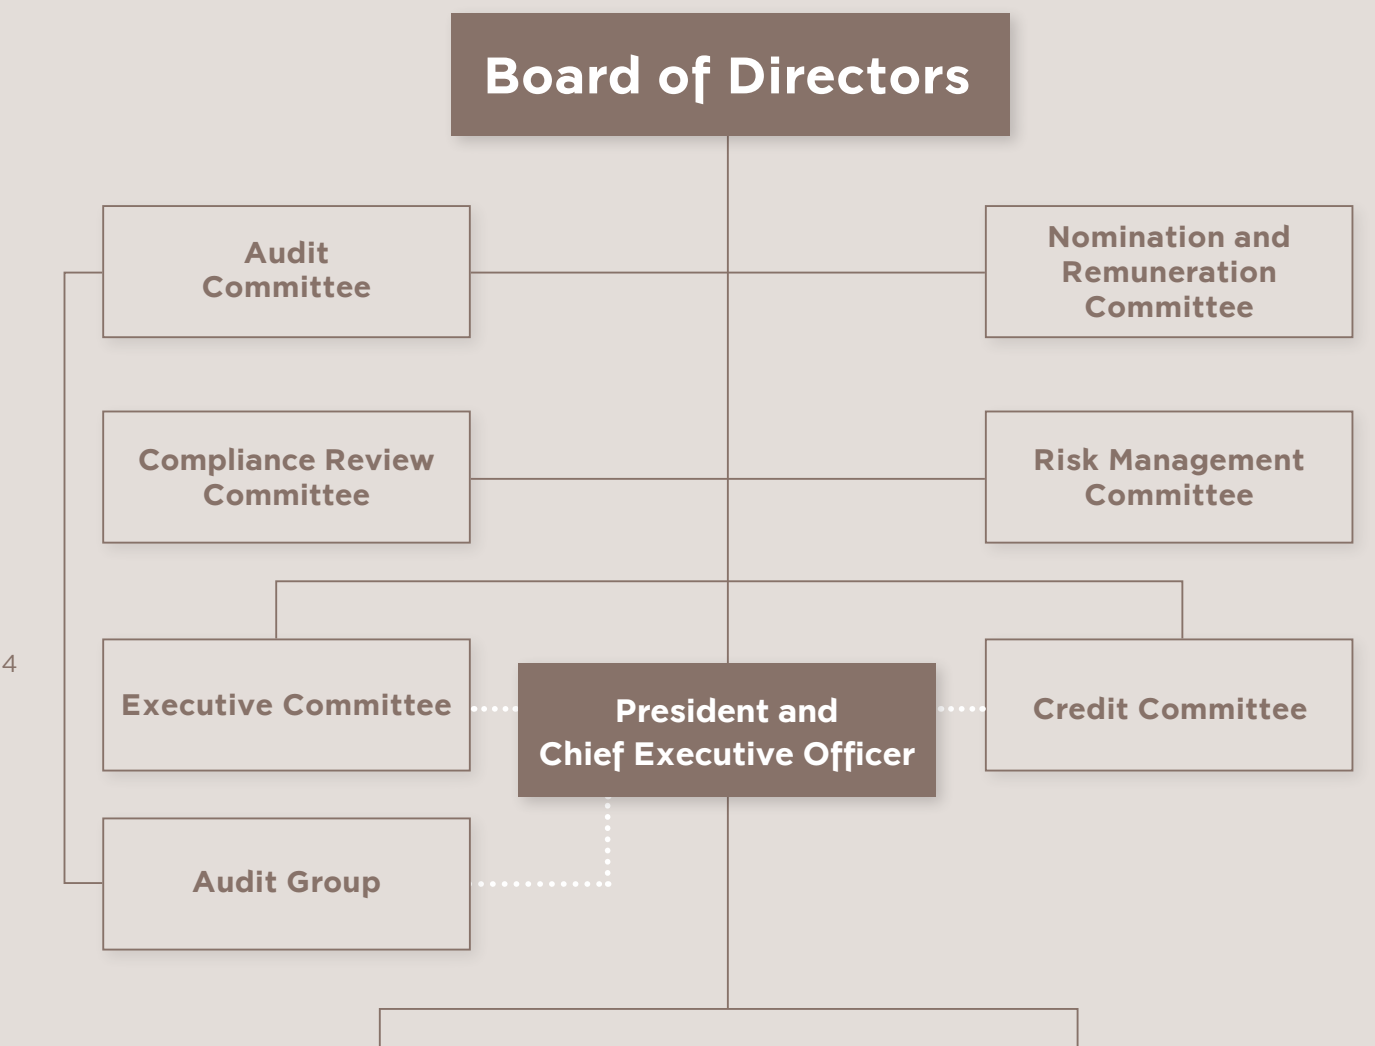 Board of Directors
Audit
Committee
Nomination and
Remuneration
Committee
Compliance Review
Committee
Risk Management
Committee
Executive Committee
President and
Chief Executive Officer
Credit Committee
4
Audit Group